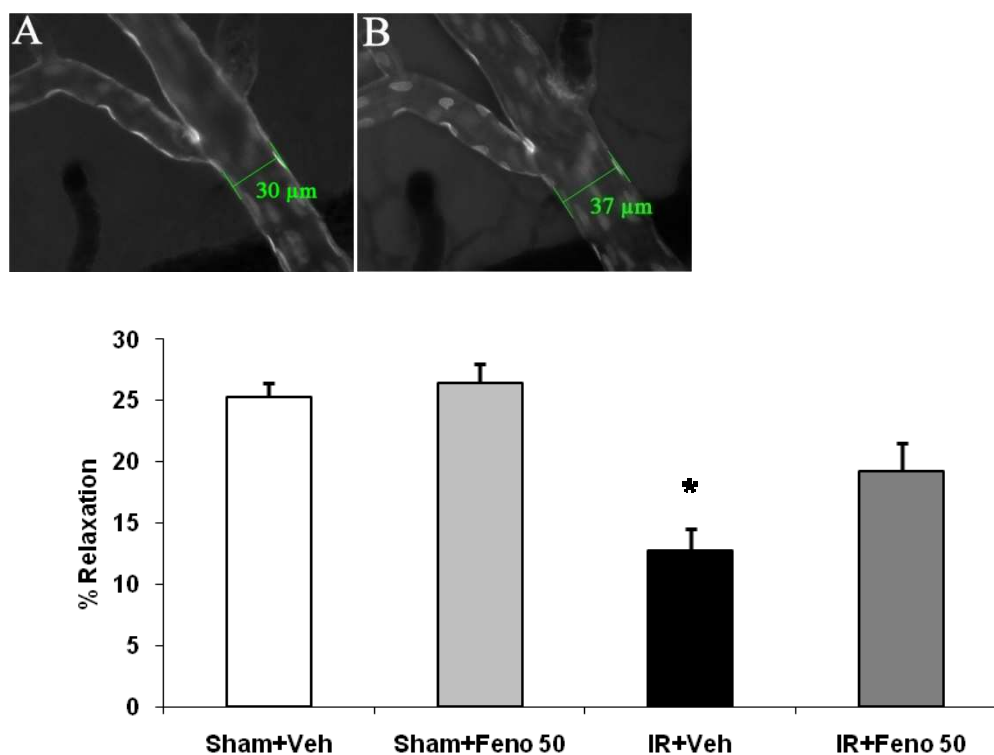 A
B
30 µm
37 µm
30
25
20
15
10
5
0
% Relaxation
*
Sham+Veh
Sham+Feno 50
IR+Veh
IR+Feno 50